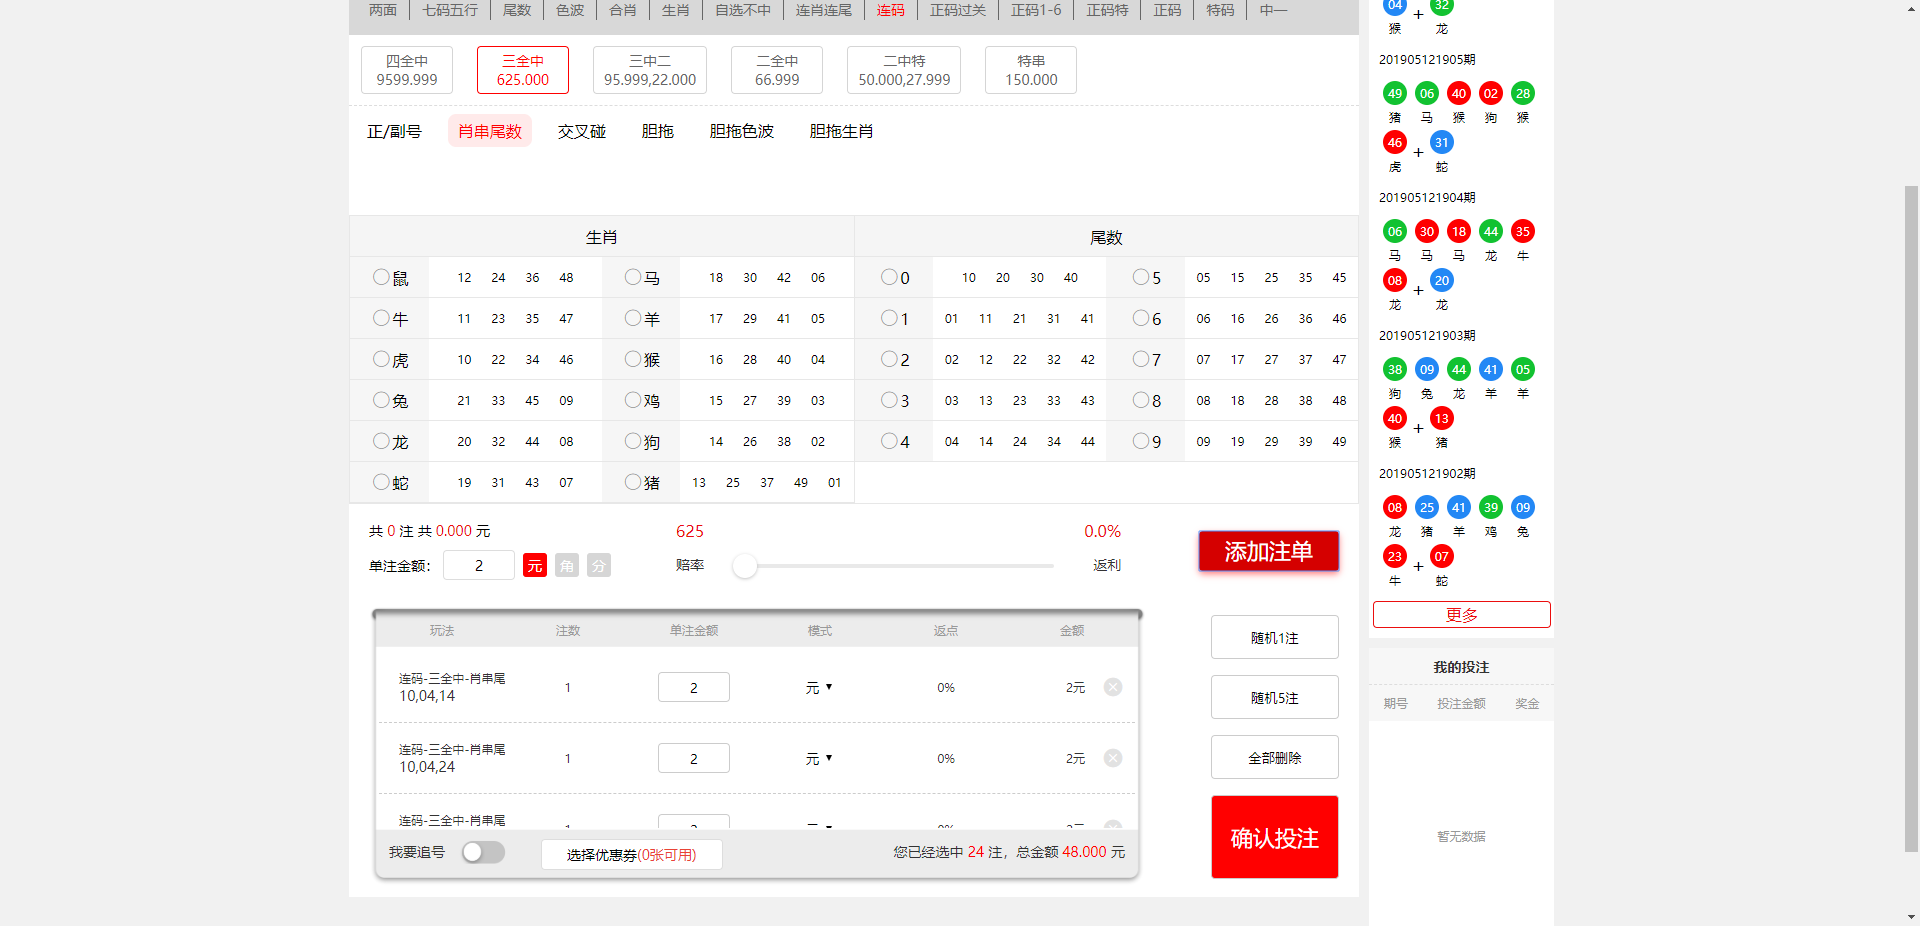 两面 七码五行 尾数 色波 合肖 生肖 自选不中 连肖连尾 连码 正码过关 正码1-6 正码特 正码 特码 中一
四全中 三全中 三中二 二全中 二中特 特串
9599.999 625.000 95.999,22.000 66.999 50.000,27.999 150.000
正/副号 肖串尾数 交叉碰 胆拖 胆拖色波 胆拖生肖
生肖 尾数
鼠 12 24 36 48 马 18 30 42 06 0 10 20 30 40 5 05 15 25 35 45
牛 11 23 35 47 羊 17 29 41 05 1 01 11 21 31 41 6 06 16 26 36 46
虎 10 22 34 46 猴 16 28 40 04 2 02 12 22 32 42 7 07 17 27 37 47
兔 21 33 45 09 鸡 15 27 39 03 3 03 13 23 33 43 8 08 18 28 38 48
龙 20 32 44 08 狗 14 26 38 02 4 04 14 24 34 44 9 09 19 29 39 49
蛇 19 31 43 07 猪 13 25 37 49 01
共 0 注 共 0.000 元 625 0.0%
单注金额： 2 元 角 分 赔率 返利
添加注单
玩法 注数 单注金额 模式 返点 金额
连码-三全中-肖串尾
10,04,14 1 2 元 ▼ 0% 2元
连码-三全中-肖串尾
10,04,24 1 2 元 ▼ 0% 2元
连码-三全中-肖串尾
我要追号 选择优惠券(0张可用) 您已经选中 24 注，总金额 48.000 元
随机1注
随机5注
全部删除
确认投注
04 + 32
猴 龙
201905121905期
49 06 40 02 28
猪 马 猴 狗 猴
46 + 31
虎 蛇
201905121904期
06 30 18 44 35
马 马 马 龙 牛
08 + 20
龙 龙
201905121903期
38 09 44 41 05
狗 兔 龙 羊 羊
40 + 13
猴 猪
201905121902期
08 25 41 39 09
龙 猪 羊 鸡 兔
23 + 07
牛 蛇
更多
我的投注
期号 投注金额 奖金
暂无数据